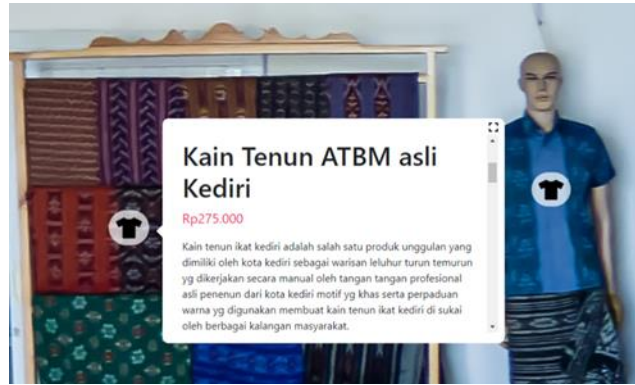 Kain Tenun ATBM asli
Kediri
Rp275.000
Kain tenun ikat kediri adalah salah satu produk unggulan yang
dimiliki oleh kota kediri sebagai warisan leluhur turun temurun
yg dikerjakan secara manual oleh tangan tangan profesional
asli penenun dari kota kediri motif yg khas serta perpaduan
warna yg digunakan membuat kain tenun ikat kediri di sukai
oleh berbagai kalangan masyarakat.